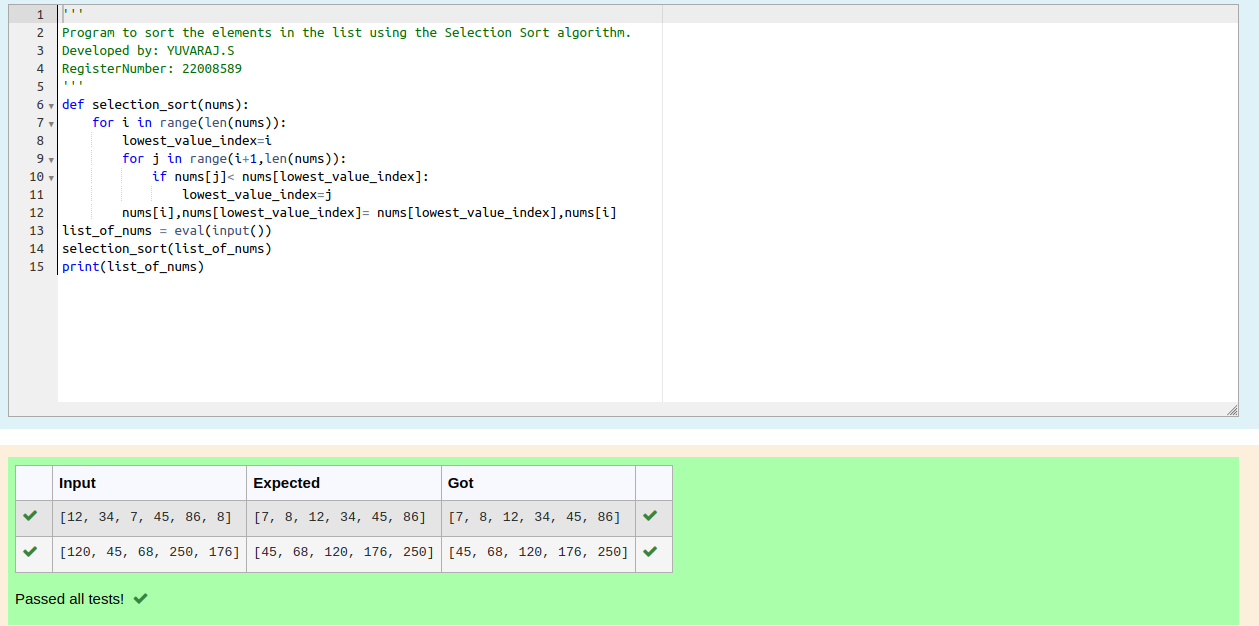 1 '''
2 Program to sort the elements in the list using the Selection Sort algorithm.
3 Developed by: YUVARAJ.S
4 RegisterNumber: 22008589
5 '''
6 def selection_sort(nums):
7     for i in range(len(nums)):
8         lowest_value_index=i
9         for j in range(i+1,len(nums)):
10             if nums[j]< nums[lowest_value_index]:
11                 lowest_value_index=j
12         nums[i],nums[lowest_value_index]= nums[lowest_value_index],nums[i]
13 list_of_nums = eval(input())
14 selection_sort(list_of_nums)
15 print(list_of_nums)
Input Expected Got
[12, 34, 7, 45, 86, 8] [7, 8, 12, 34, 45, 86] [7, 8, 12, 34, 45, 86]
[120, 45, 68, 250, 176] [45, 68, 120, 176, 250] [45, 68, 120, 176, 250]
Passed all tests!